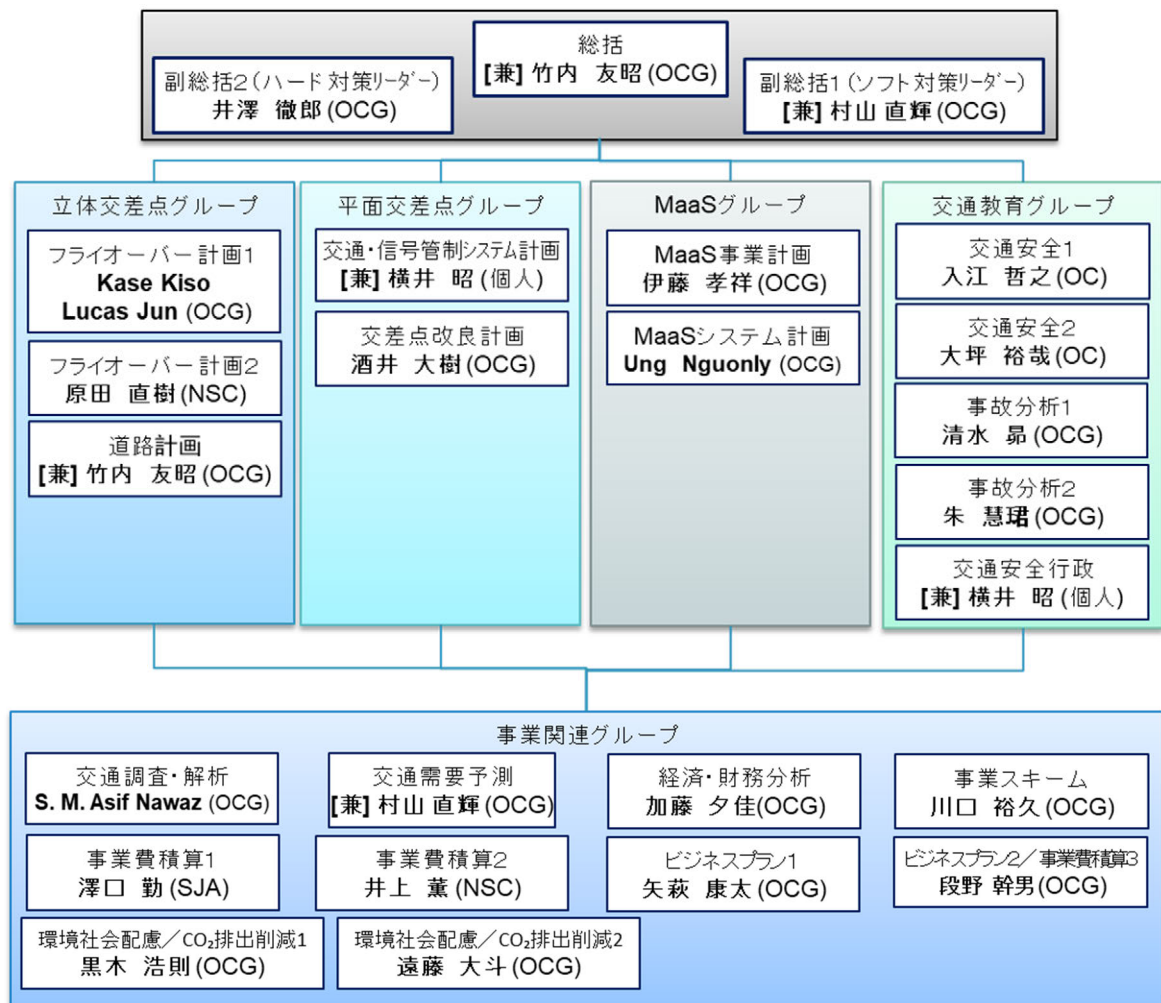 総括
[兼] 竹内 友昭(OCG)
副総括2(ハード対策リーダー)
井澤 徹郎(OCG)
副総括1(ソフト対策リーダー)
[兼] 村山 直輝(OCG)
立体交差点グループ
フライオーバー計画1
Kase Kiso
Lucas Jun (OCG)
フライオーバー計画2
原田 直樹(NSC)
道路計画
[兼] 竹内 友昭(OCG)
平面交差点グループ
交通・信号管制システム計画
[兼] 横井 昭(個人)
交差点改良計画
酒井 大樹(OCG)
MaaSグループ
MaaS事業計画
伊藤 孝祥(OCG)
MaaSシステム計画
Ung Nguonly (OCG)
交通教育グループ
交通安全1
入江 哲之(OC)
交通安全2
大坪 裕哉(OC)
事故分析1
清水 昴(OCG)
事故分析2
朱 慧珺(OCG)
交通安全行政
[兼] 横井 昭(個人)
事業関連グループ
交通調査・解析
S. M. Asif Nawaz (OCG)
交通需要予測
[兼] 村山 直輝(OCG)
経済・財務分析
加藤 夕佳(OCG)
事業スキーム
川口 裕久(OCG)
事業費積算1
澤口 勤(SJA)
事業費積算2
井上 薫(NSC)
ビジネスプラン1
矢萩 康太(OCG)
ビジネスプラン2/事業費積算3
段野 幹男(OCG)
環境社会配慮/CO₂排出削減1
黒木 浩則(OCG)
環境社会配慮/CO₂排出削減2
遠藤 大斗(OCG)